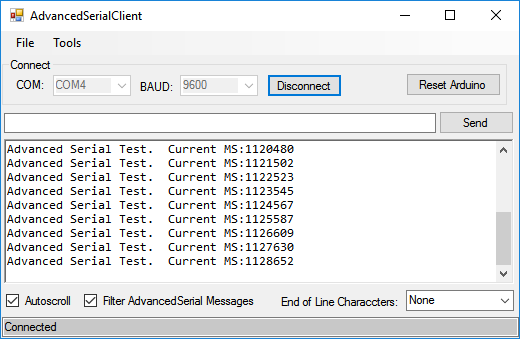 AdvancedSerialClient
File Tools
Connect
COM: COM4 BAUD: 9600 Disconnect Reset Arduino
Send
Advanced Serial Test. Current MS:1120480
Advanced Serial Test. Current MS:1121502
Advanced Serial Test. Current MS:1122523
Advanced Serial Test. Current MS:1123545
Advanced Serial Test. Current MS:1124567
Advanced Serial Test. Current MS:1125587
Advanced Serial Test. Current MS:1126609
Advanced Serial Test. Current MS:1127630
Advanced Serial Test. Current MS:1128652
Autoscroll Filter AdvancedSerial Messages End of Line Characcters: None
Connected